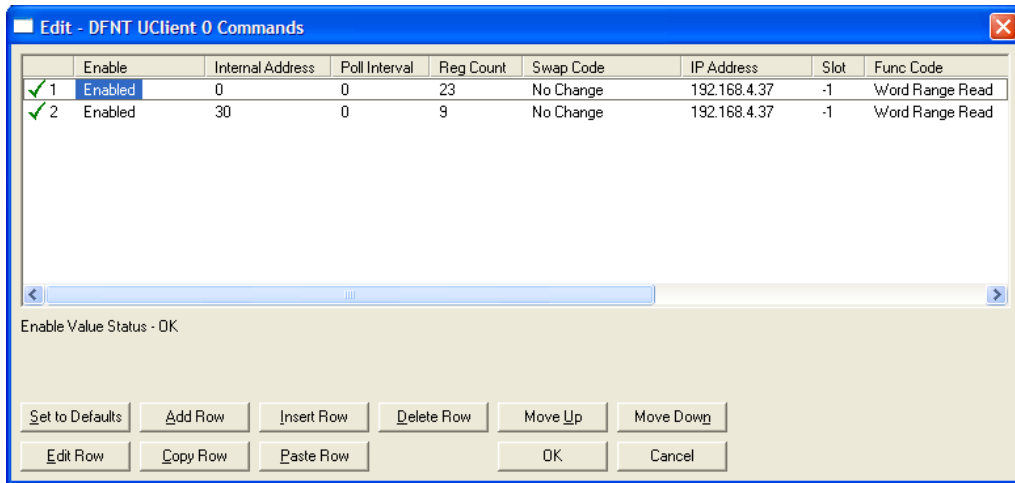 Edit - DFNT UClient 0 Commands
Enable Internal Address Poll Interval Reg Count Swap Code IP Address Slot Func Code
1 Enabled 0 0 23 No Change 192.168.4.37 -1 Word Range Read
2 Enabled 30 0 9 No Change 192.168.4.37 -1 Word Range Read
Enable Value Status - OK
Set to Defaults Add Row Insert Row Delete Row Move Up Move Down
Edit Row Copy Row Paste Row OK Cancel